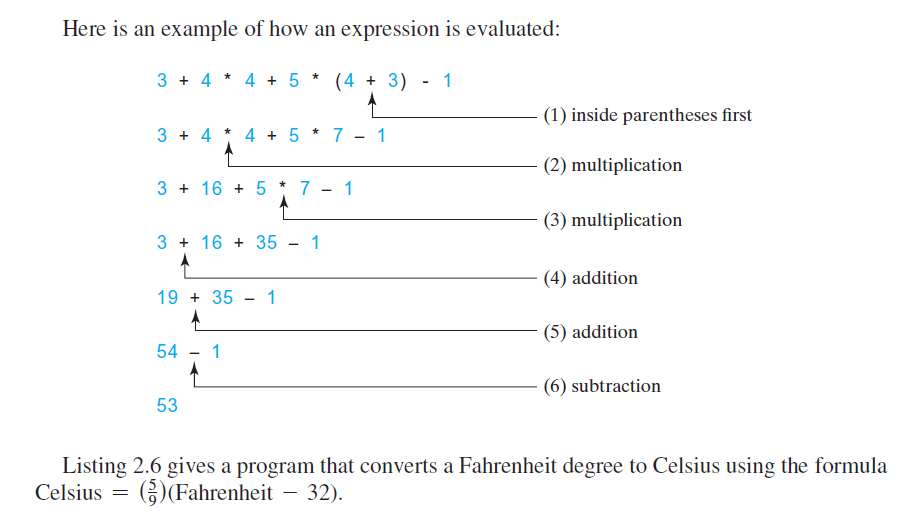 Here is an example of how an expression is evaluated:
3 + 4 * 4 + 5 * (4 + 3) - 1
(1) inside parentheses first
3 + 4 * 4 + 5 * 7 – 1
(2) multiplication
3 + 16 + 5 * 7 – 1
(3) multiplication
3 + 16 + 35 – 1
(4) addition
19 + 35 – 1
(5) addition
54 – 1
(6) subtraction
53
Listing 2.6 gives a program that converts a Fahrenheit degree to Celsius using the formula
Celsius = (5/9)(Fahrenheit − 32).